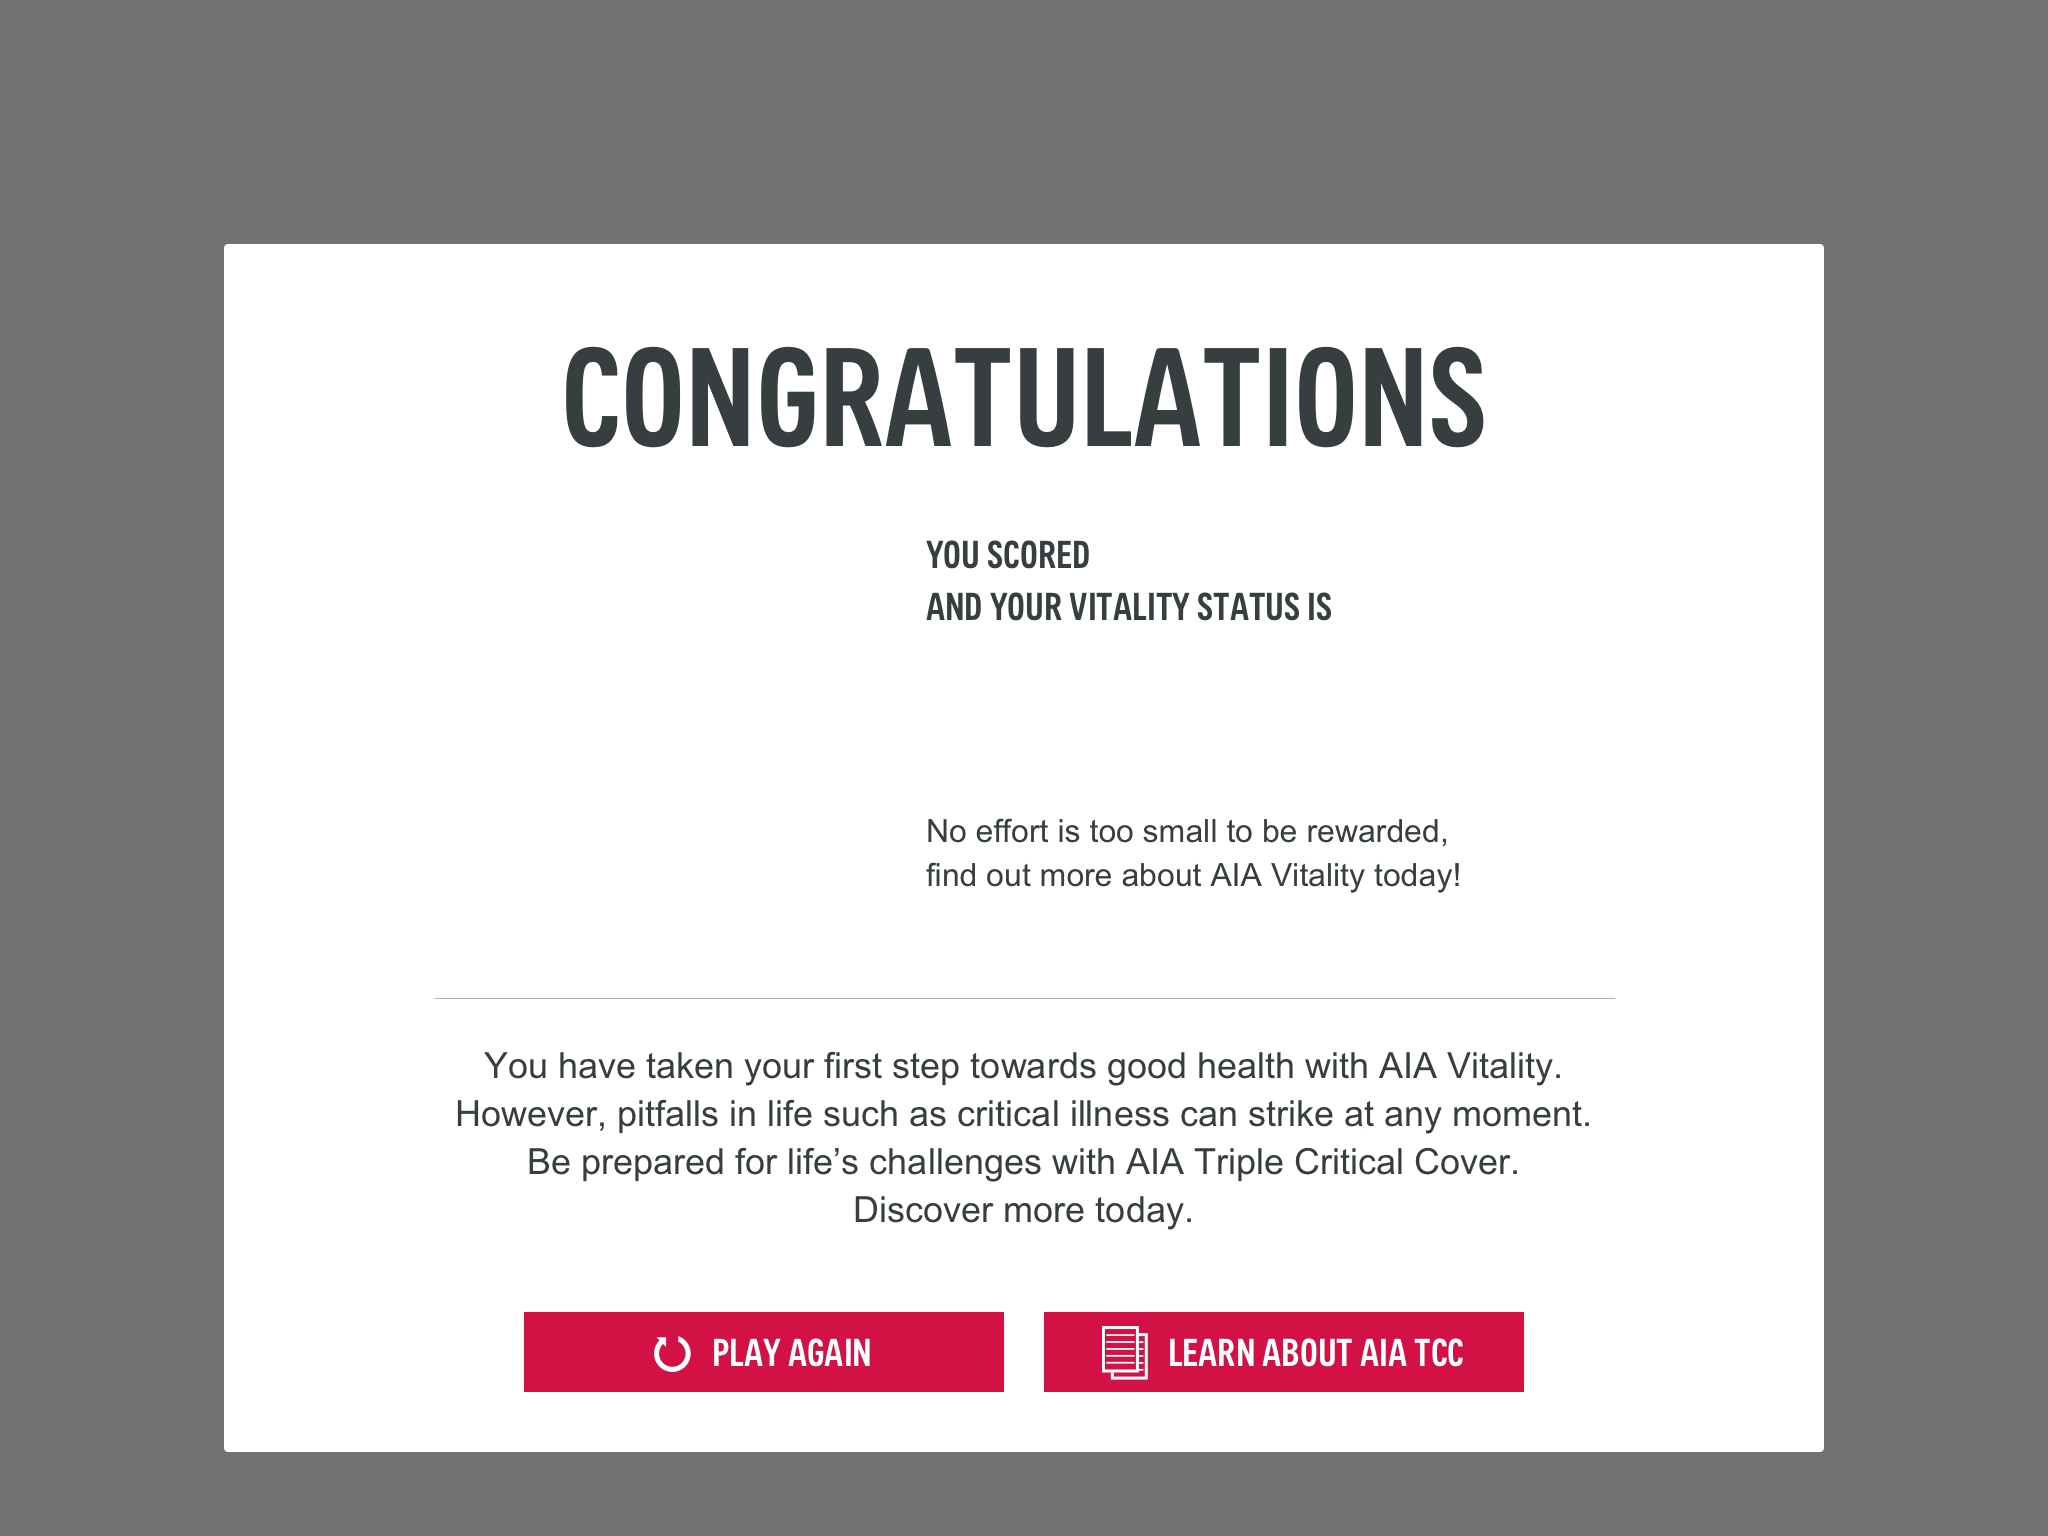 CONGRATULATIONS
YOU SCORED
AND YOUR VITALITY STATUS IS
No effort is too small to be rewarded,
find out more about AIA Vitality today!
You have taken your first step towards good health with AIA Vitality.
However, pitfalls in life such as critical illness can strike at any moment.
Be prepared for life’s challenges with AIA Triple Critical Cover.
Discover more today.
PLAY AGAIN
LEARN ABOUT AIA TCC